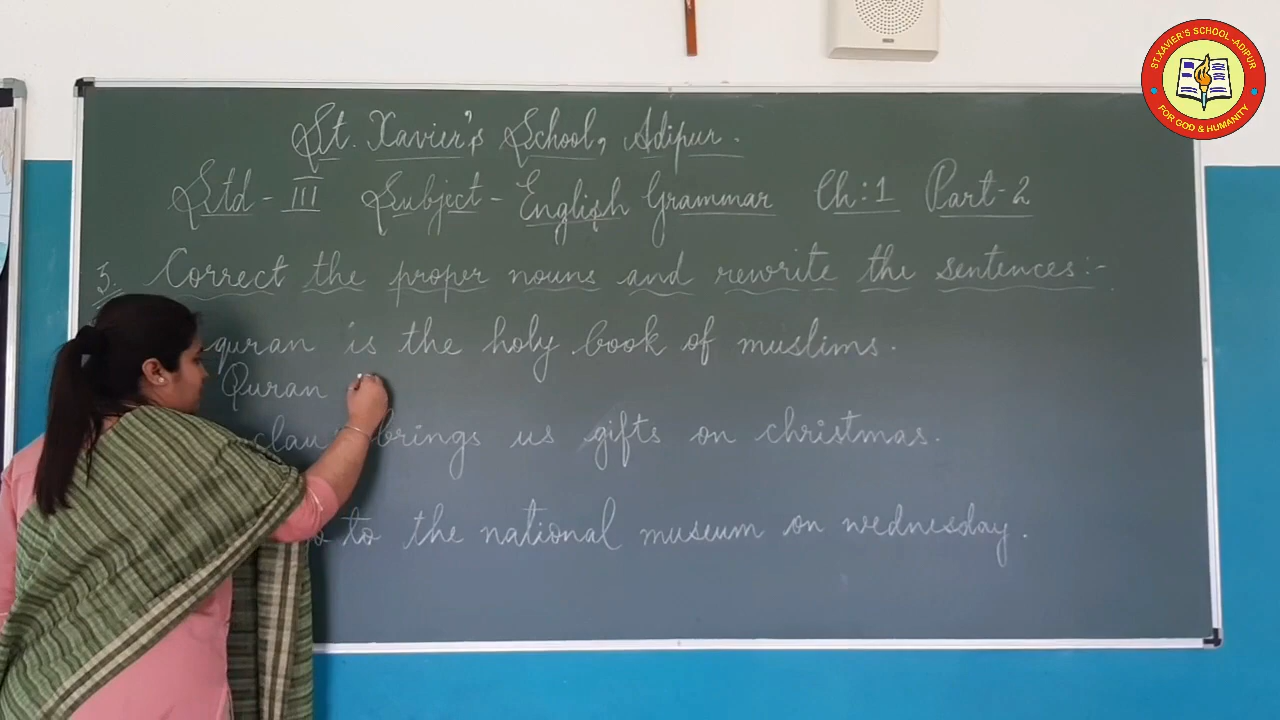 St. Xavier's School, Adipur.
Std - III Subject - English Grammar Ch:1 Part-2
3. Correct the proper nouns and rewrite the sentences:-
quran is the holy book of muslims.
Quran
brings us gifts on christmas.
to the national museum on wednesday.
ST.XAVIER'S SCHOOL-ADIPUR
FOR GOD & HUMANITY